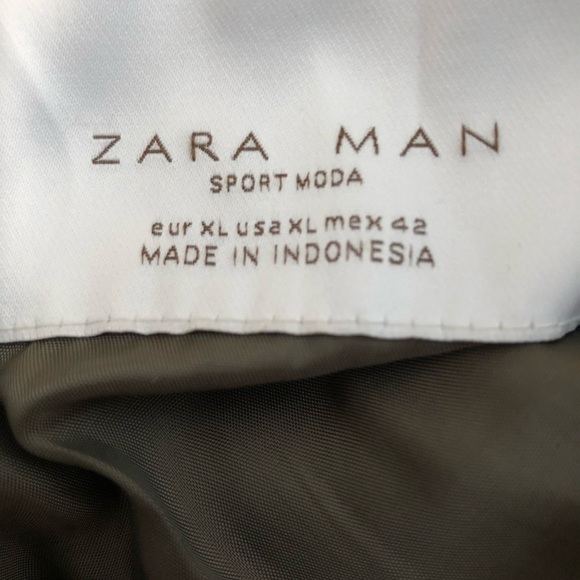 ZARA MAN
SPORT MODA
eur XL usa XL mex 42
MADE IN INDONESIA